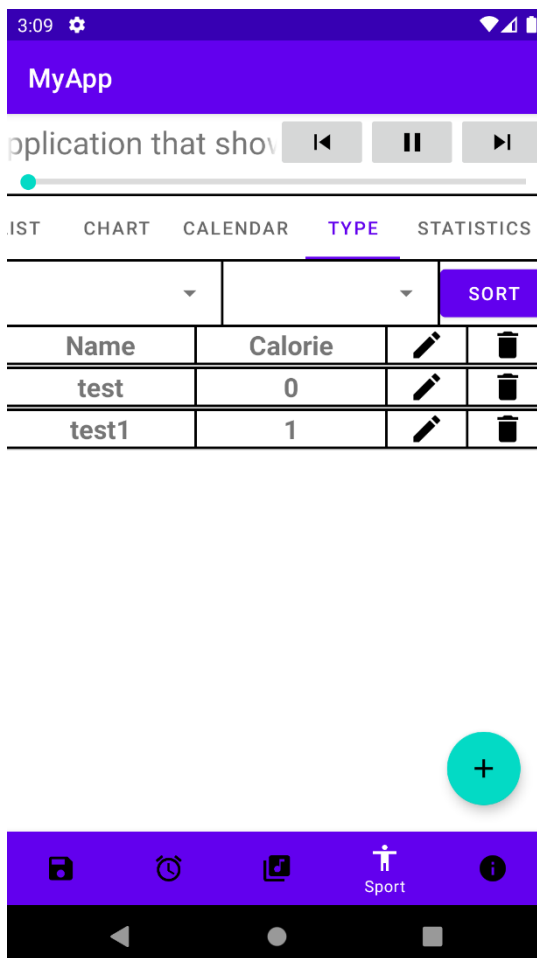 3:09
MyApp
pplication that show
IST CHART CALENDAR TYPE STATISTICS
SORT
Name Calorie
test 0
test1 1
Sport